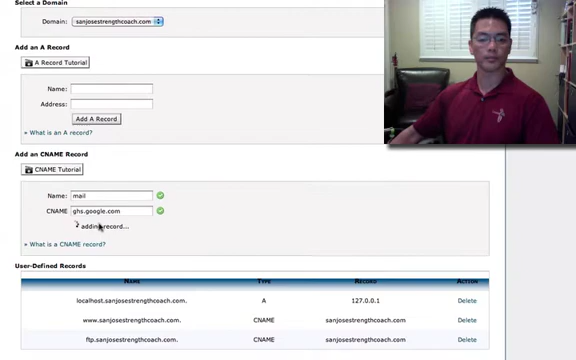 Select a Domain
Domain: sanjosestrengthcoach.com
Add an A Record
A Record Tutorial
Name:
Address:
Add A Record
» What is an A record?
Add an CNAME Record
CNAME Tutorial
Name: mail
CNAME ghs.google.com
adding record...
» What is a CNAME record?
User-Defined Records
NAME TYPE RECORD ACTION
localhost.sanjosestrengthcoach.com. A 127.0.0.1 Delete
www.sanjosestrengthcoach.com. CNAME sanjosestrengthcoach.com Delete
ftp.sanjosestrengthcoach.com. CNAME sanjosestrengthcoach.com Delete